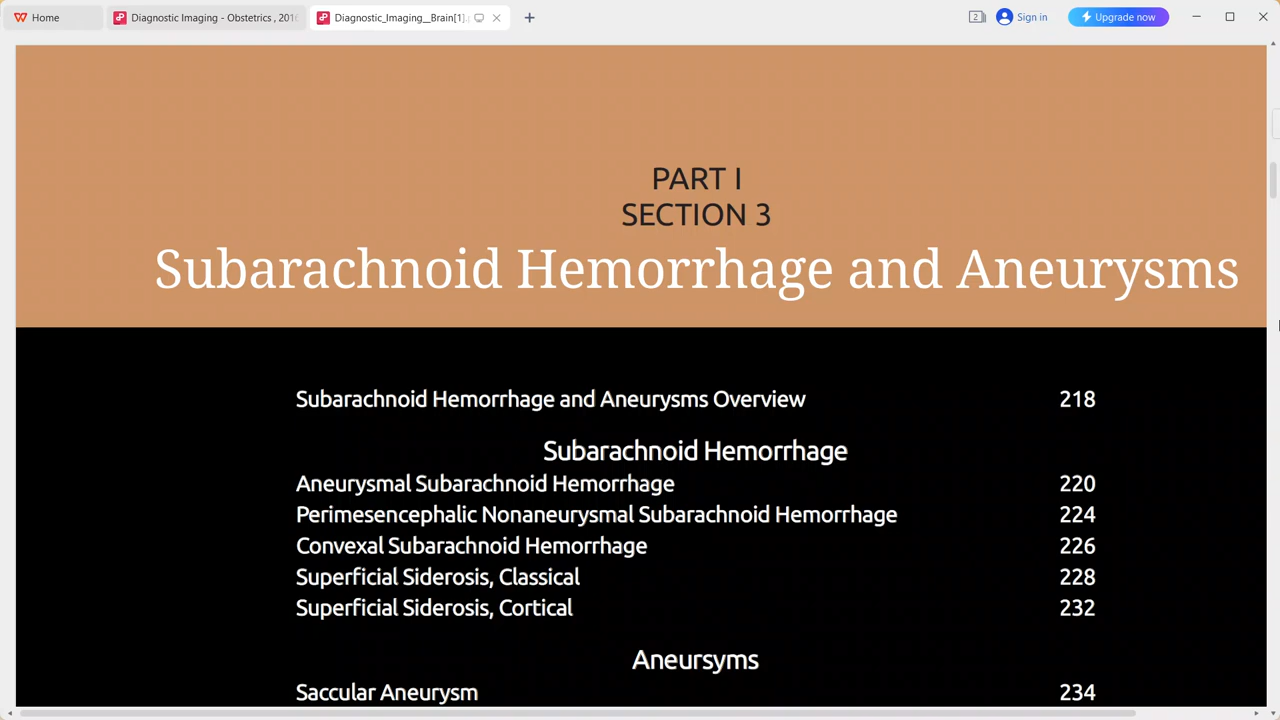 Home
Diagnostic Imaging - Obstetrics , 2016
Diagnostic_Imaging__Brain[1].p
2
Sign in
Upgrade now
PART I
SECTION 3
Subarachnoid Hemorrhage and Aneurysms
Subarachnoid Hemorrhage and Aneurysms Overview 218
Subarachnoid Hemorrhage
Aneurysmal Subarachnoid Hemorrhage 220
Perimesencephalic Nonaneurysmal Subarachnoid Hemorrhage 224
Convexal Subarachnoid Hemorrhage 226
Superficial Siderosis, Classical 228
Superficial Siderosis, Cortical 232
Aneursyms
Saccular Aneurysm 234